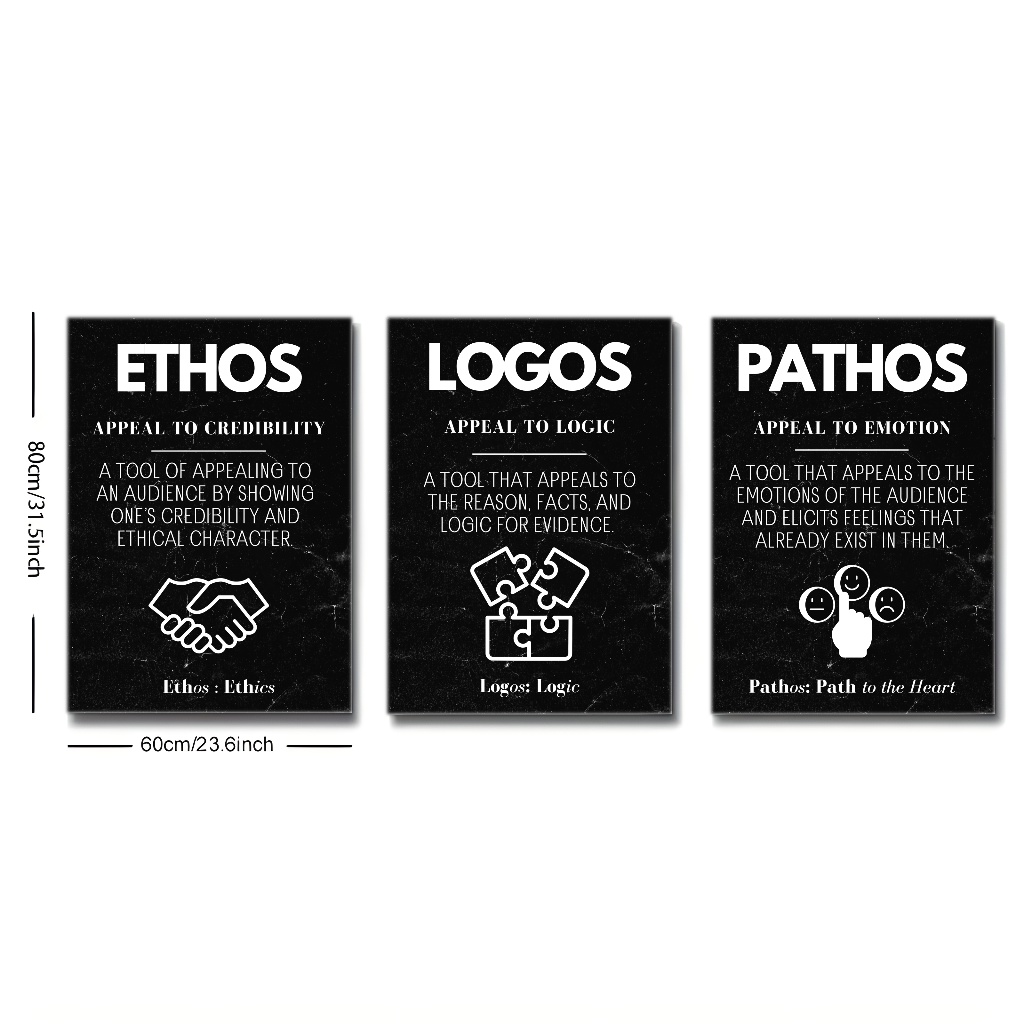 ETHOS
APPEAL TO CREDIBILITY
A TOOL OF APPEALING TO
AN AUDIENCE BY SHOWING
ONE'S CREDIBILITY AND
ETHICAL CHARACTER.
Ethos : Ethics
LOGOS
APPEAL TO LOGIC
A TOOL THAT APPEALS TO
THE REASON, FACTS, AND
LOGIC FOR EVIDENCE.
Logos: Logic
PATHOS
APPEAL TO EMOTION
A TOOL THAT APPEALS TO THE
EMOTIONS OF THE AUDIENCE
AND ELICITS FEELINGS THAT
ALREADY EXIST IN THEM.
Pathos: Path to the Heart
80cm/31.5inch
60cm/23.6inch